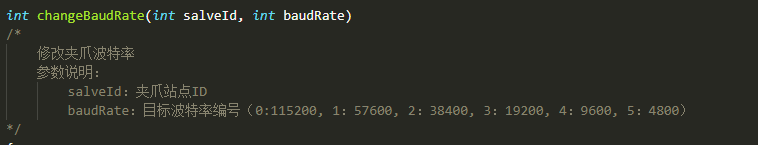 int changeBaudRate(int salveId, int baudRate)
/*
修改夹爪波特率
参数说明:
salveId: 夹爪站点ID
baudRate: 目标波特率编号（0:115200, 1: 57600, 2: 38400, 3: 19200, 4: 9600, 5: 4800）
*/